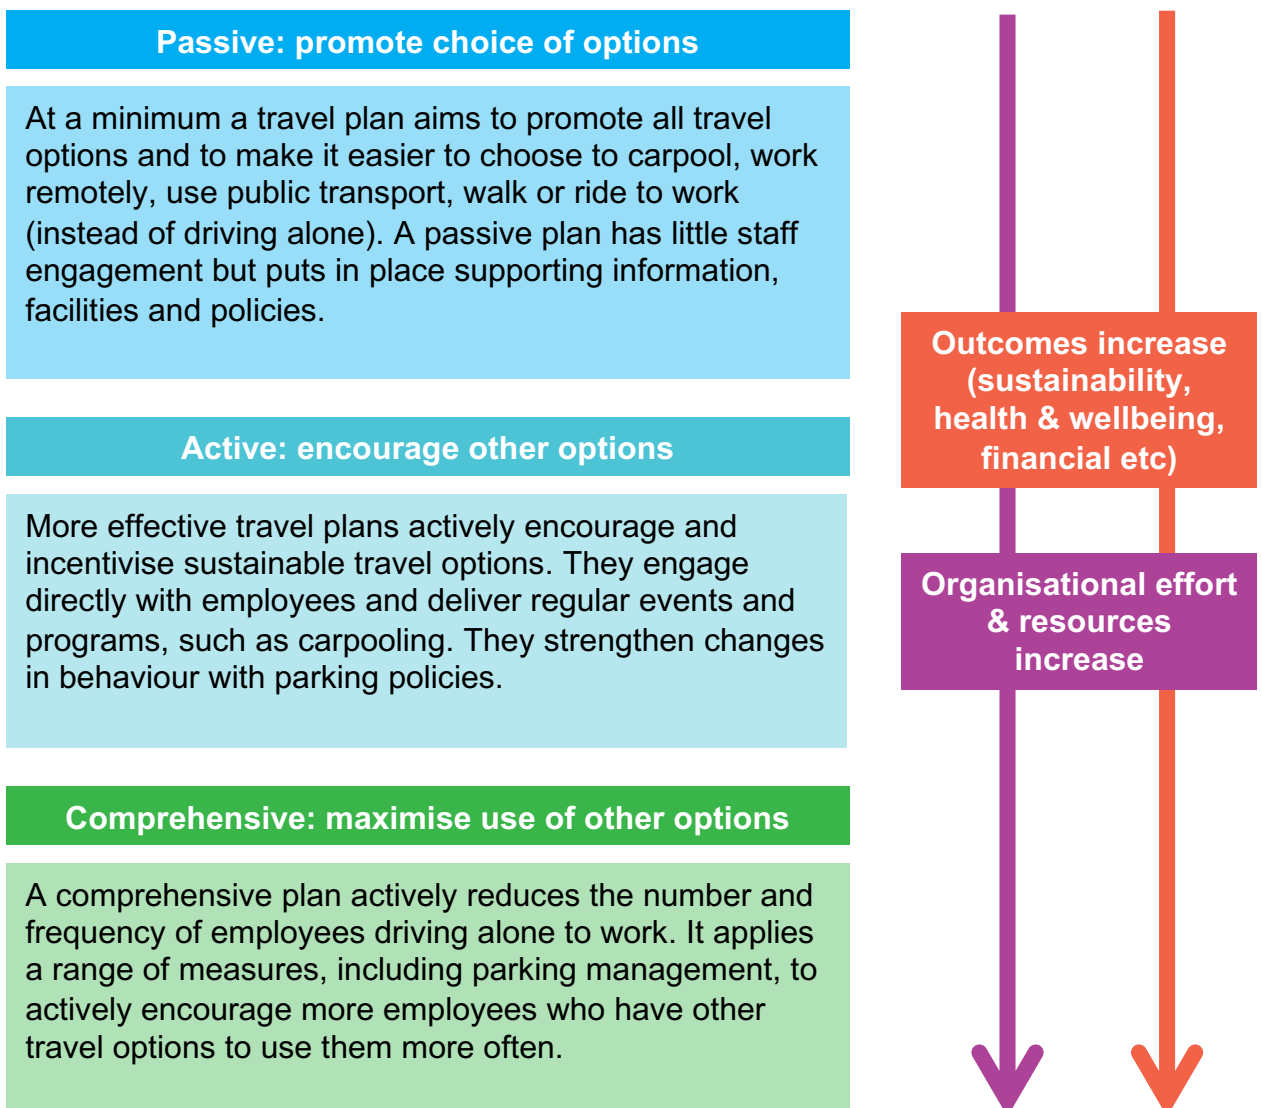 Passive: promote choice of options
At a minimum a travel plan aims to promote all travel
options and to make it easier to choose to carpool, work
remotely, use public transport, walk or ride to work
(instead of driving alone). A passive plan has little staff
engagement but puts in place supporting information,
facilities and policies.
Active: encourage other options
More effective travel plans actively encourage and
incentivise sustainable travel options. They engage
directly with employees and deliver regular events and
programs, such as carpooling. They strengthen changes
in behaviour with parking policies.
Comprehensive: maximise use of other options
A comprehensive plan actively reduces the number and
frequency of employees driving alone to work. It applies
a range of measures, including parking management, to
actively encourage more employees who have other
travel options to use them more often.
Outcomes increase
(sustainability,
health & wellbeing,
financial etc)
Organisational effort
& resources
increase